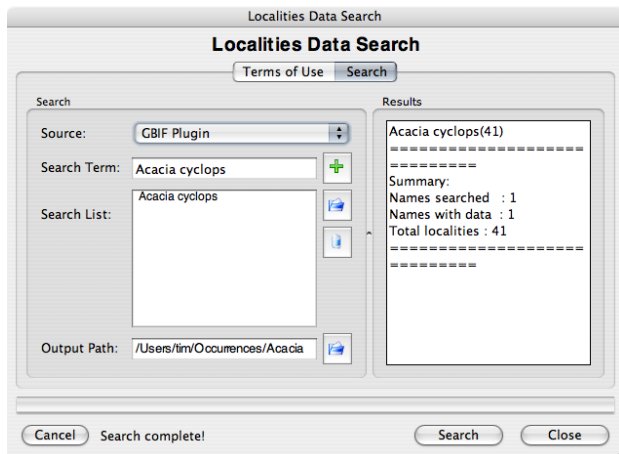 Localities Data Search
Localities Data Search
Terms of Use Search
Search
Source: GBIF Plugin
Search Term: Acacia cyclops
Search List: Acacia cyclops
Output Path: /Users/tim/Occurrences/Acacia
Results
Acacia cyclops(41)
=====================
=========
Summary:
Names searched : 1
Names with data : 1
Total localities : 41
=====================
=========
Cancel Search complete! Search Close